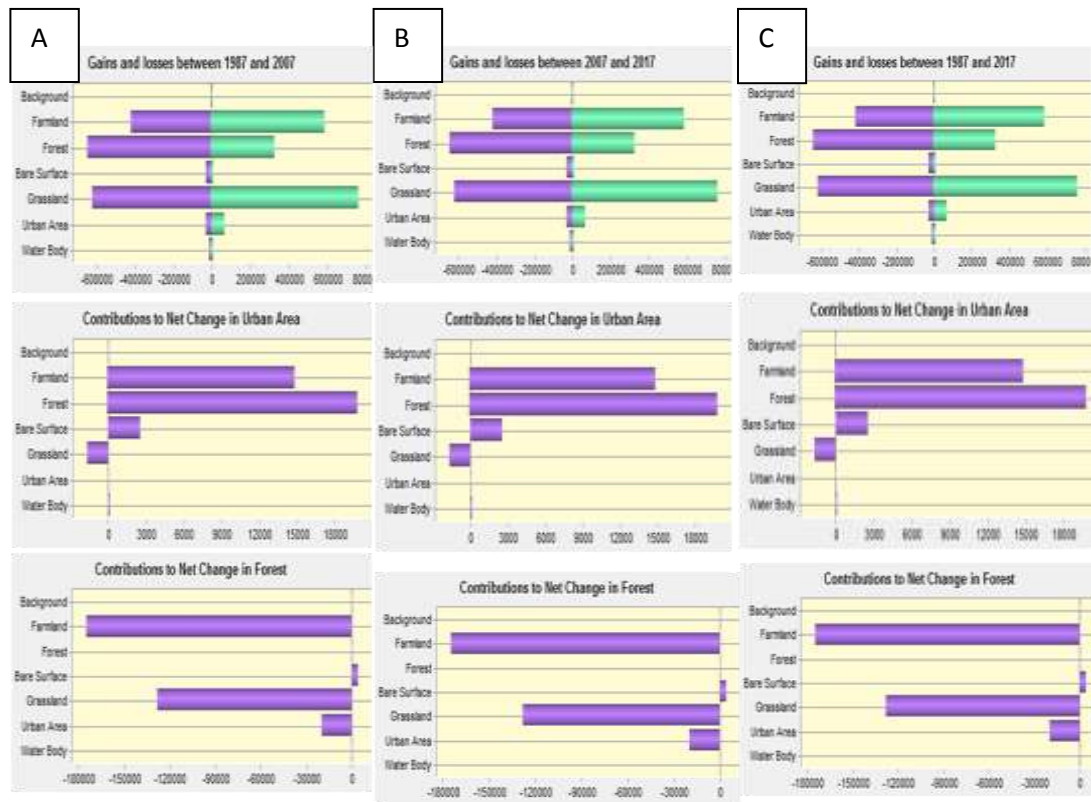 A
Gains and losses between 1987 and 2007
Background
Farmland
Forest
Bare Surface
Grassland
Urban Area
Water Body
-600000 -400000 -200000 0 200000 400000 600000 80000
Contributions to Net Change in Urban Area
Background
Farmland
Forest
Bare Surface
Grassland
Urban Area
Water Body
0 3000 6000 9000 12000 15000 18000
Contributions to Net Change in Forest
Background
Farmland
Forest
Bare Surface
Grassland
Urban Area
Water Body
-180000 -150000 -120000 -90000 -60000 -30000 0
B
Gains and losses between 2007 and 2017
Background
Farmland
Forest
Bare Surface
Grassland
Urban Area
Water Body
-600000 -400000 -200000 0 200000 400000 600000 80000
Contributions to Net Change in Urban Area
Background
Farmland
Forest
Bare Surface
Grassland
Urban Area
Water Body
0 3000 6000 9000 12000 15000 18000
Contributions to Net Change in Forest
Background
Farmland
Forest
Bare Surface
Grassland
Urban Area
Water Body
-180000 -150000 -120000 -90000 -60000 -30000 0
C
Gains and losses between 1987 and 2017
Background
Farmland
Forest
Bare Surface
Grassland
Urban Area
Water Body
-600000 -400000 -200000 0 200000 400000 600000 80000
Contributions to Net Change in Urban Area
Background
Farmland
Forest
Bare Surface
Grassland
Urban Area
Water Body
0 3000 6000 9000 12000 15000 18000
Contributions to Net Change in Forest
Background
Farmland
Forest
Bare Surface
Grassland
Urban Area
Water Body
-180000 -150000 -120000 -90000 -60000 -30000 0